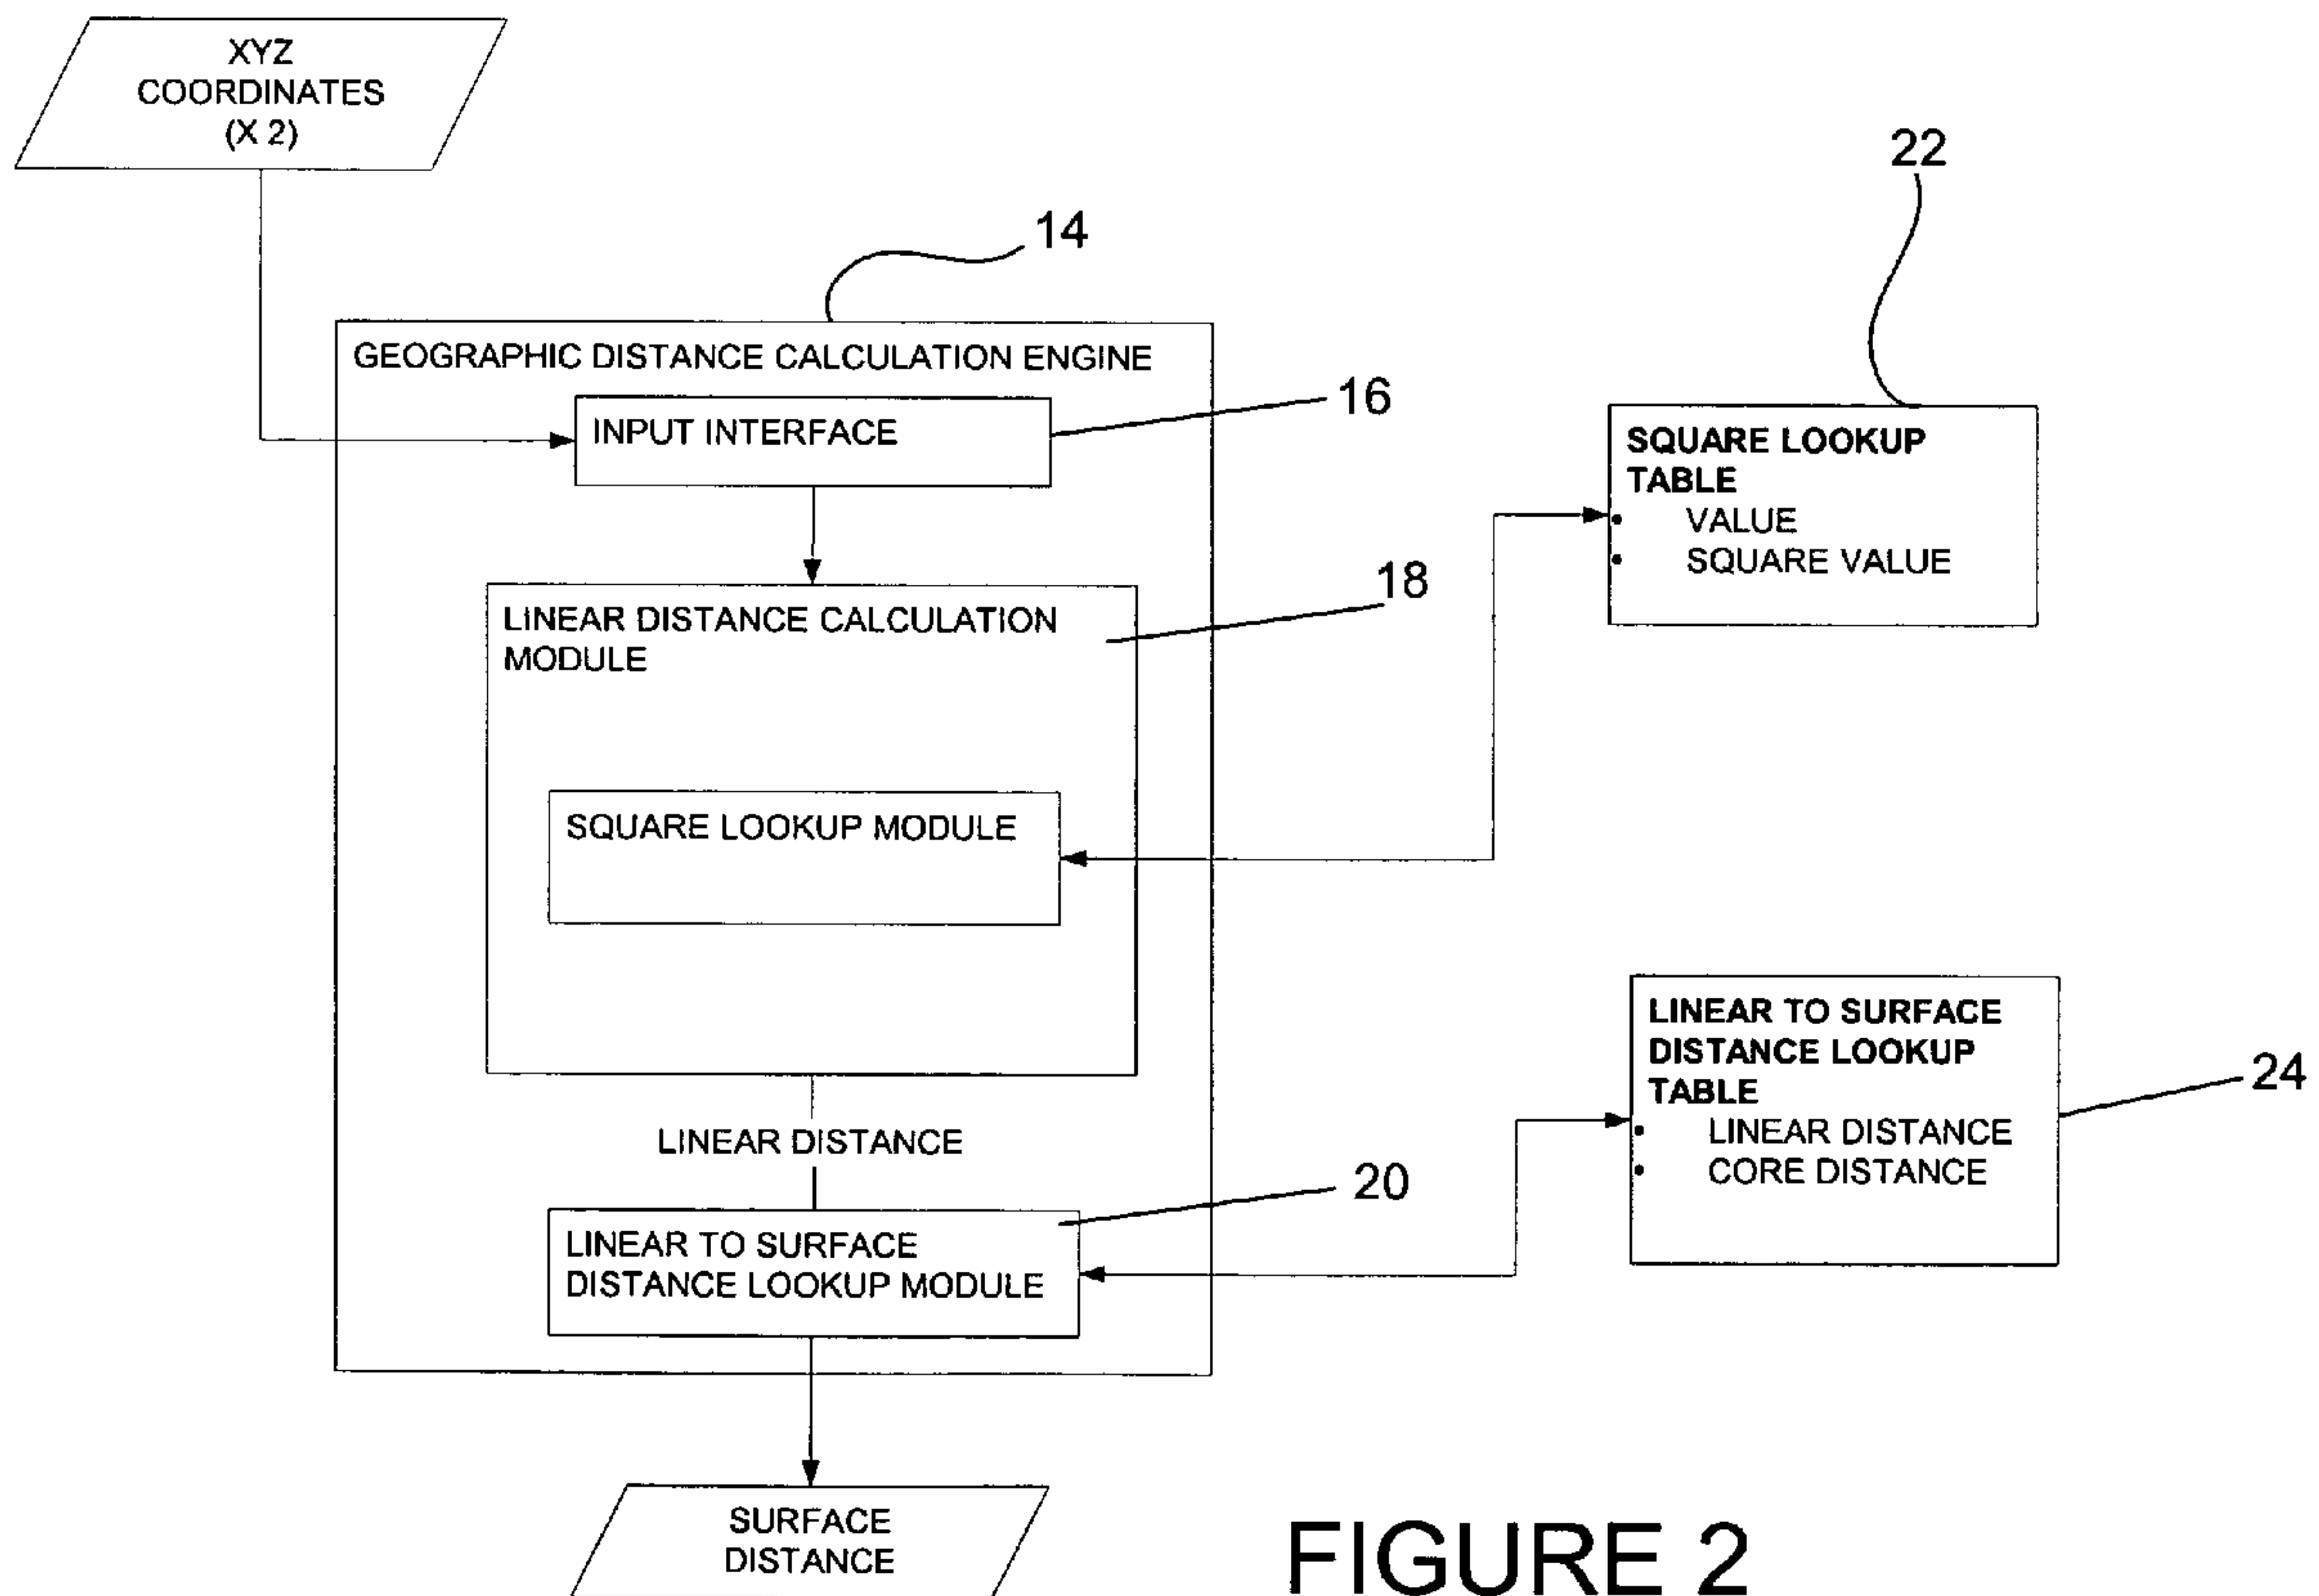 XYZ
COORDINATES
(X 2)
22
14
GEOGRAPHIC DISTANCE CALCULATION ENGINE
16
INPUT INTERFACE
SQUARE LOOKUP
TABLE
• VALUE
• SQUARE VALUE
18
LINEAR DISTANCE CALCULATION
MODULE
SQUARE LOOKUP MODULE
LINEAR TO SURFACE
DISTANCE LOOKUP
TABLE
• LINEAR DISTANCE
• CORE DISTANCE
24
LINEAR DISTANCE
20
LINEAR TO SURFACE
DISTANCE LOOKUP MODULE
SURFACE
DISTANCE
FIGURE 2